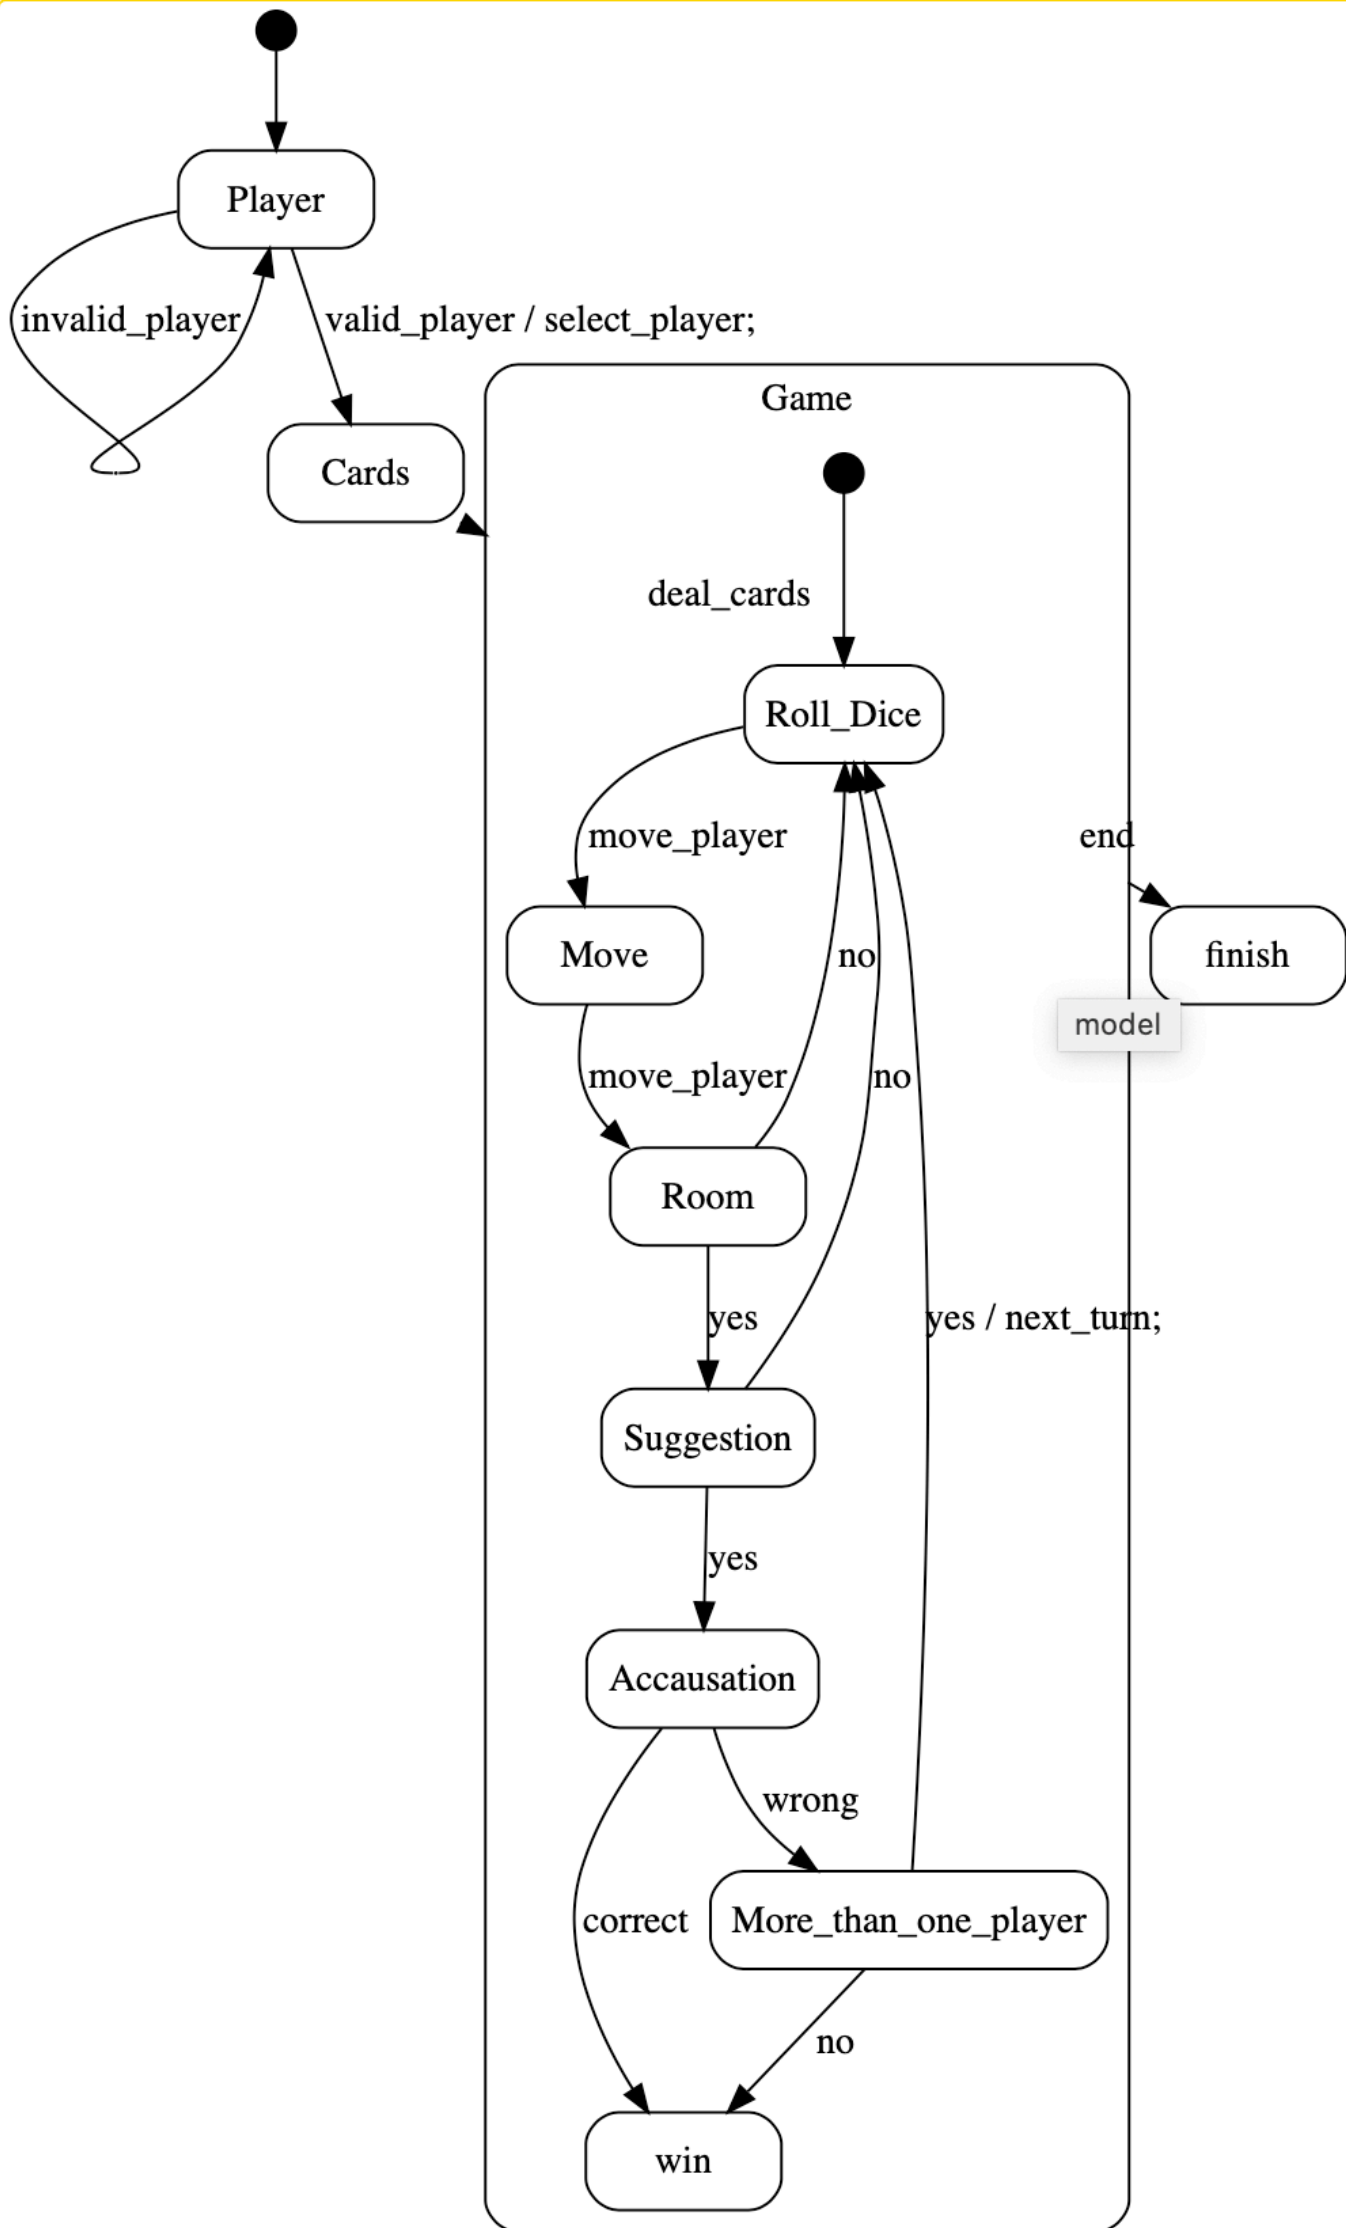 Player
invalid_player
valid_player / select_player;
Game
Cards
deal_cards
Roll_Dice
move_player
end
Move
no
finish
model
move_player
no
Room
yes
yes / next_turn;
Suggestion
yes
Accausation
wrong
correct
More_than_one_player
no
win